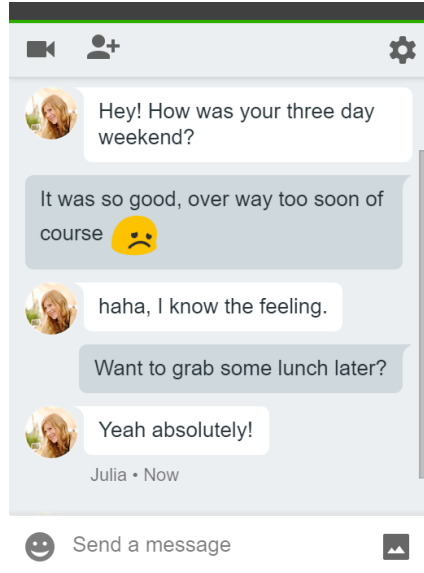 Hey! How was your three day
weekend?
It was so good, over way too soon of
course
haha, I know the feeling.
Want to grab some lunch later?
Yeah absolutely!
Julia • Now
Send a message